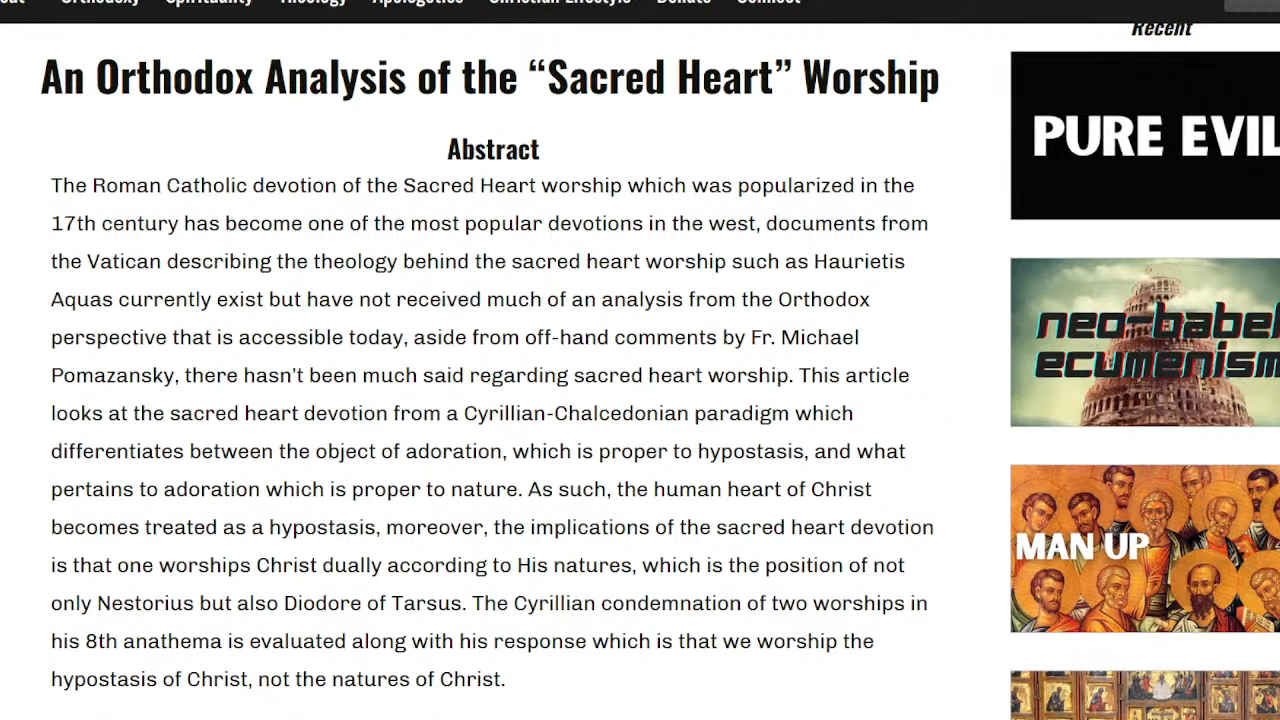 Orthodoxy Spirituality Theology Apologetics Christian Lifestyle Donate Connect
Recent
An Orthodox Analysis of the “Sacred Heart” Worship
Abstract
The Roman Catholic devotion of the Sacred Heart worship which was popularized in the
17th century has become one of the most popular devotions in the west, documents from
the Vatican describing the theology behind the sacred heart worship such as Haurietis
Aquas currently exist but have not received much of an analysis from the Orthodox
perspective that is accessible today, aside from off-hand comments by Fr. Michael
Pomazansky, there hasn’t been much said regarding sacred heart worship. This article
looks at the sacred heart devotion from a Cyrillian-Chalcedonian paradigm which
differentiates between the object of adoration, which is proper to hypostasis, and what
pertains to adoration which is proper to nature. As such, the human heart of Christ
becomes treated as a hypostasis, moreover, the implications of the sacred heart devotion
is that one worships Christ dually according to His natures, which is the position of not
only Nestorius but also Diodore of Tarsus. The Cyrillian condemnation of two worships in
his 8th anathema is evaluated along with his response which is that we worship the
hypostasis of Christ, not the natures of Christ.
PURE EVIL
neo-babel
ecumenism
MAN UP